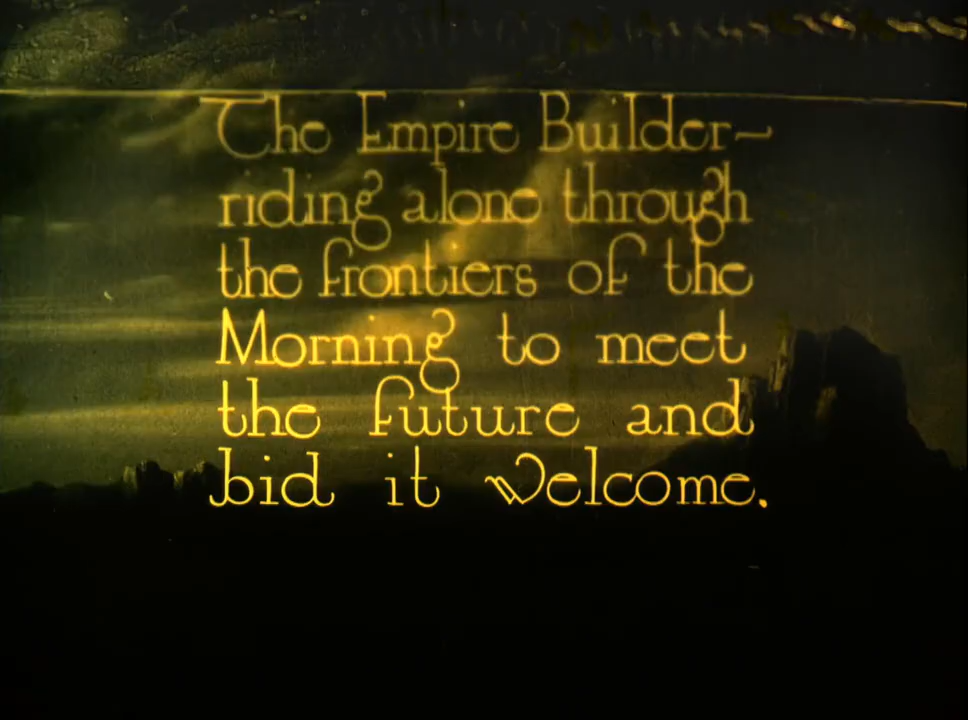 The Empire Builder—
riding alone through
the frontiers of the
Morning to meet
the future and
bid it welcome.